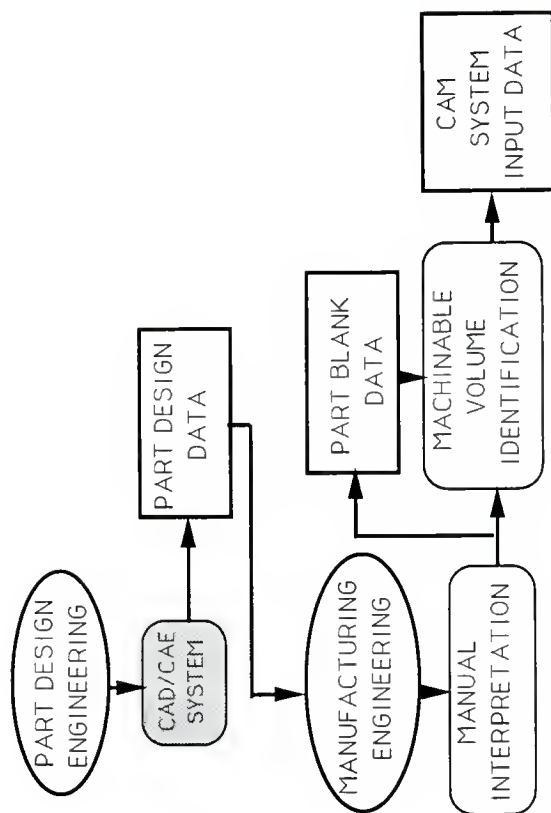 PART DESIGN
ENGINEERING
CAD/CAE
SYSTEM
PART DESIGN
DATA
MANUFACTURING
ENGINEERING
MANUAL
INTERPRETATION
PART BLANK
DATA
MACHINABLE
VOLUME
IDENTIFICATION
CAM
SYSTEM
INPUT DATA